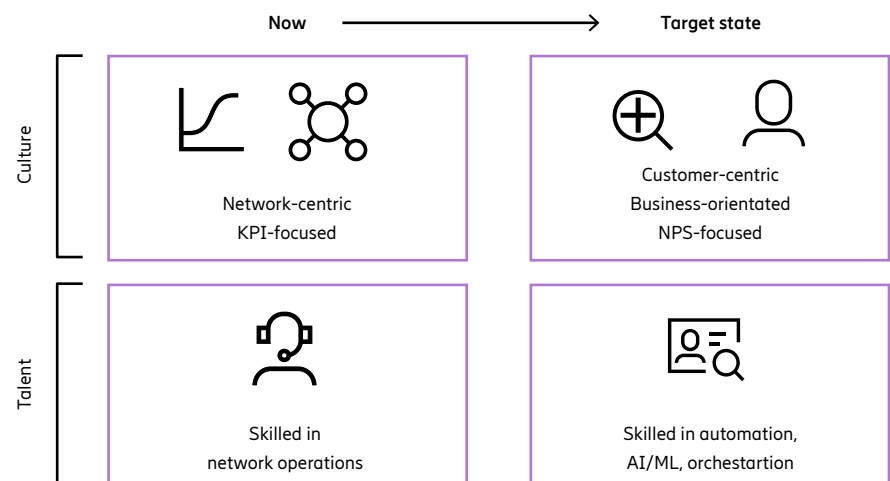 Now
Target state
Culture
Network-centric
KPI-focused
Customer-centric
Business-orientated
NPS-focused
Talent
Skilled in
network operations
Skilled in automation,
AI/ML, orchestartion